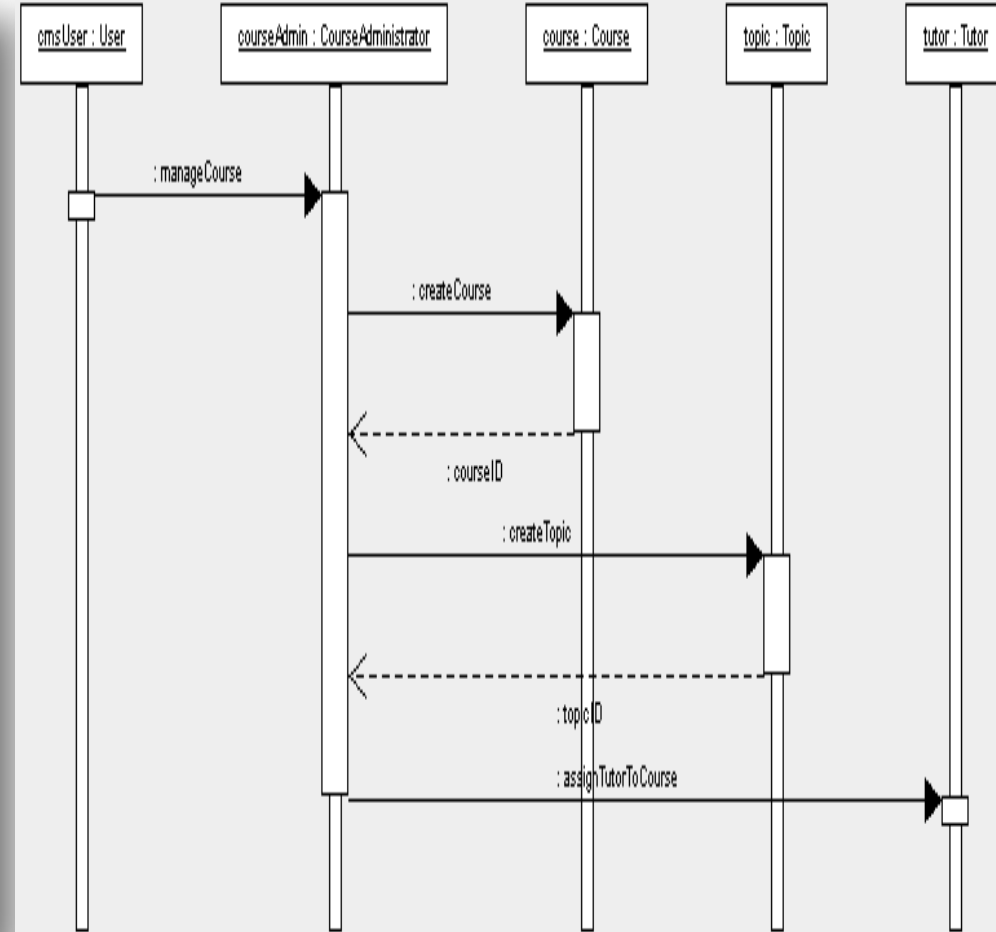 cmsUser : User
courseAdmin : CourseAdministrator
course : Course
topic : Topic
tutor : Tutor
: manageCourse
: createCourse
: courseID
: createTopic
: topicID
: assignTutorToCourse